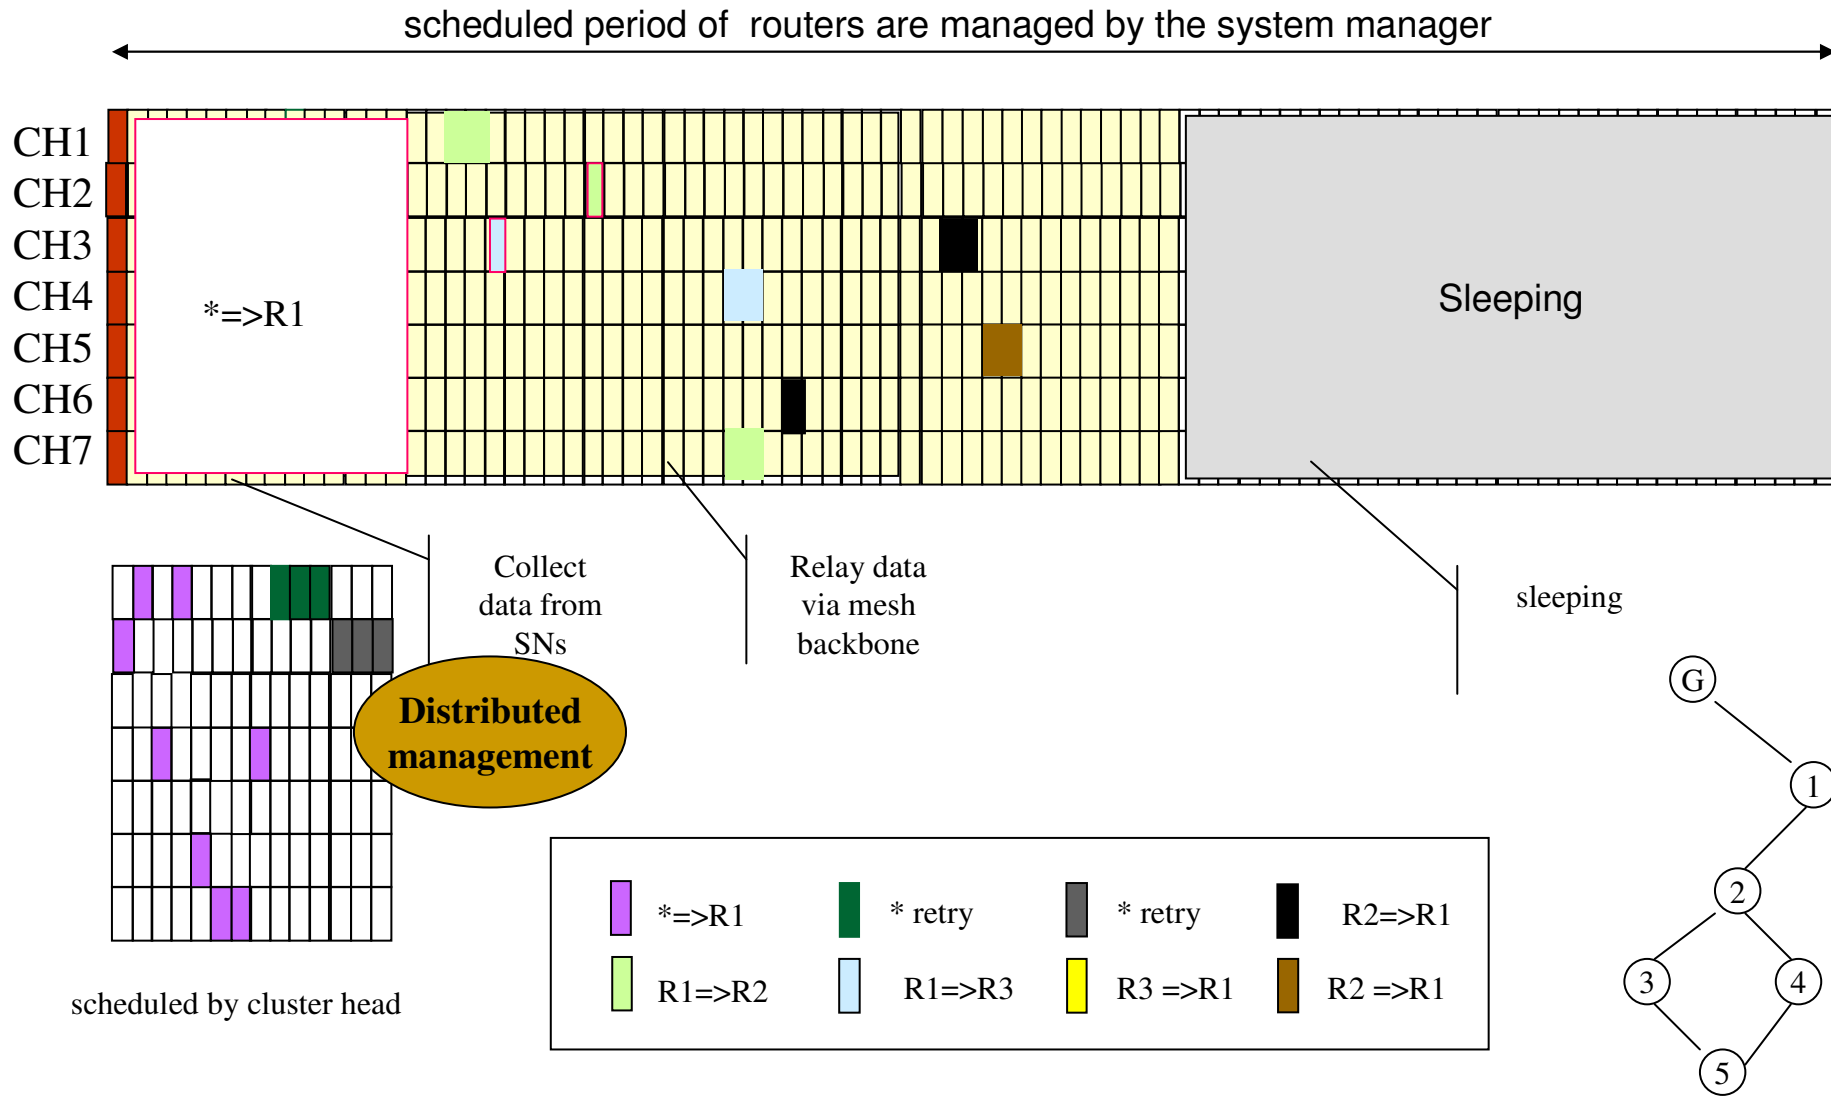 scheduled period of routers are managed by the system manager
CH1
CH2
CH3
CH4
CH5
CH6
CH7
*=>R1
Sleeping
Collect
data from
SNs
Relay data
via mesh
backbone
sleeping
Distributed
management
G
1
2
3
4
5
*=>R1
* retry
* retry
R2=>R1
R1=>R2
R1=>R3
R3 =>R1
R2 =>R1
scheduled by cluster head